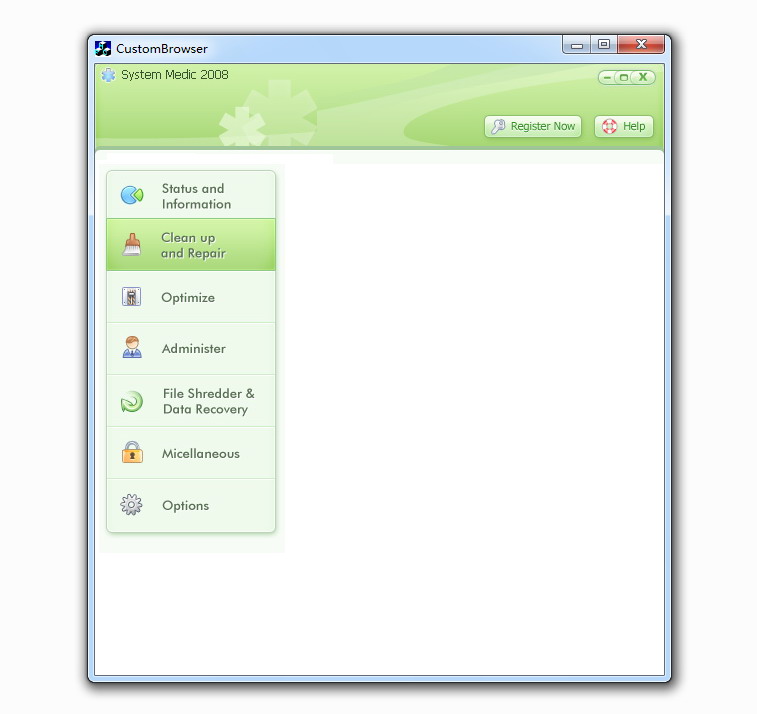 CustomBrowser
System Medic 2008
Register Now
Help
Status and
Information
Clean up
and Repair
Optimize
Administer
File Shredder &
Data Recovery
Micellaneous
Options